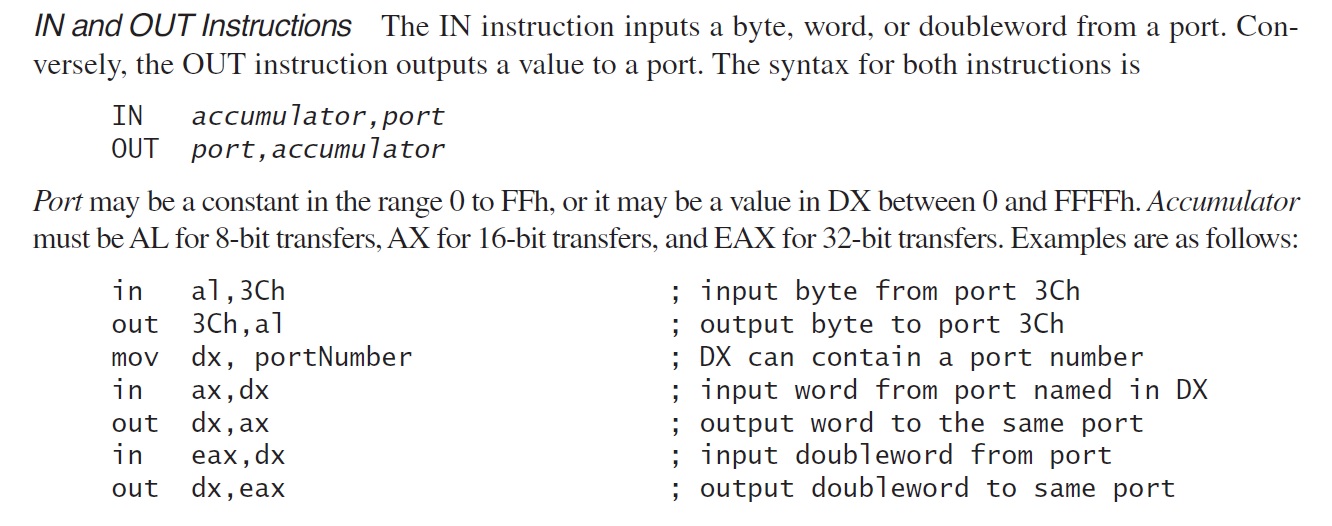 IN and OUT Instructions The IN instruction inputs a byte, word, or doubleword from a port. Con-
versely, the OUT instruction outputs a value to a port. The syntax for both instructions is
IN accumulator,port
OUT port,accumulator
Port may be a constant in the range 0 to FFh, or it may be a value in DX between 0 and FFFFh. Accumulator
must be AL for 8-bit transfers, AX for 16-bit transfers, and EAX for 32-bit transfers. Examples are as follows:
in al,3Ch ; input byte from port 3Ch
out 3Ch,al ; output byte to port 3Ch
mov dx, portNumber ; DX can contain a port number
in ax,dx ; input word from port named in DX
out dx,ax ; output word to the same port
in eax,dx ; input doubleword from port
out dx,eax ; output doubleword to same port